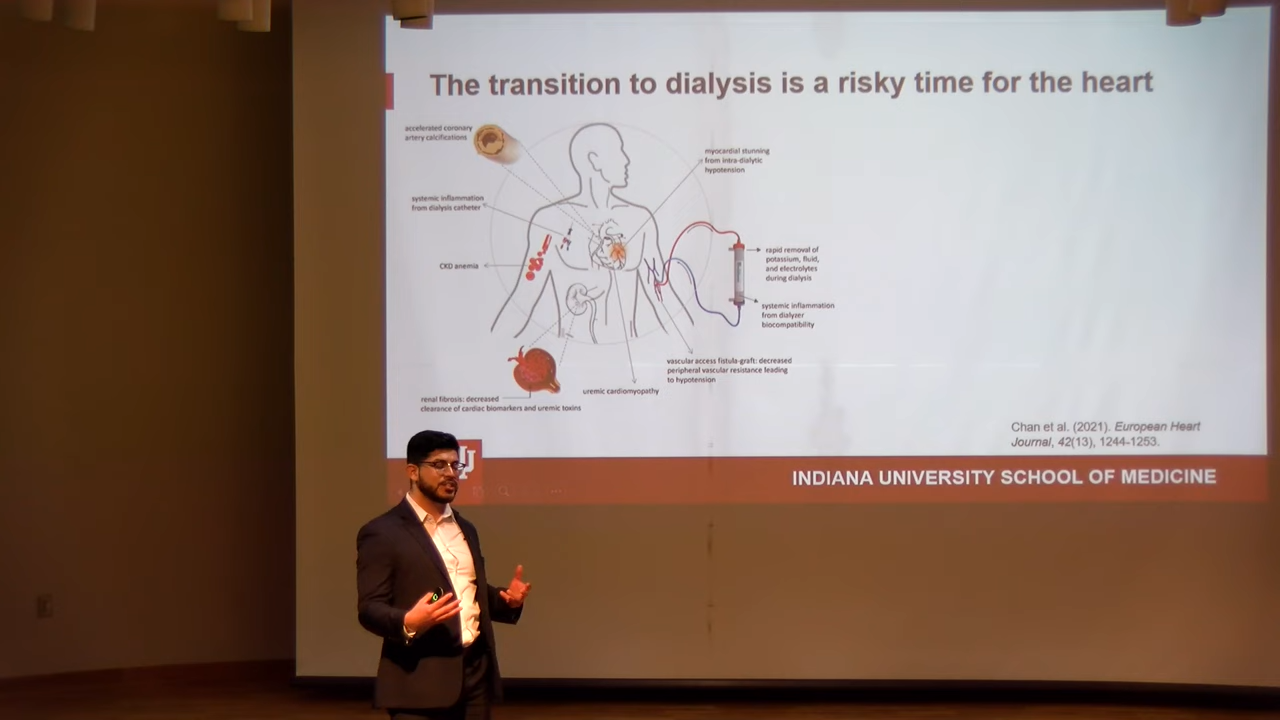 The transition to dialysis is a risky time for the heart
accelerated coronary
artery calcifications
myocardial stunning
from intra-dialytic
hypotension
systemic inflammation
from dialysis catheter
CKD anemia
rapid removal of
potassium, fluid,
and electrolytes
during dialysis
systemic inflammation
from dialyzer
biocompatibility
vascular access fistula-graft: decreased
peripheral vascular resistance leading
to hypotension
uremic cardiomyopathy
renal fibrosis: decreased
clearance of cardiac biomarkers and uremic toxins
Chan et al. (2021). European Heart
Journal, 42(13), 1244-1253.
INDIANA UNIVERSITY SCHOOL OF MEDICINE